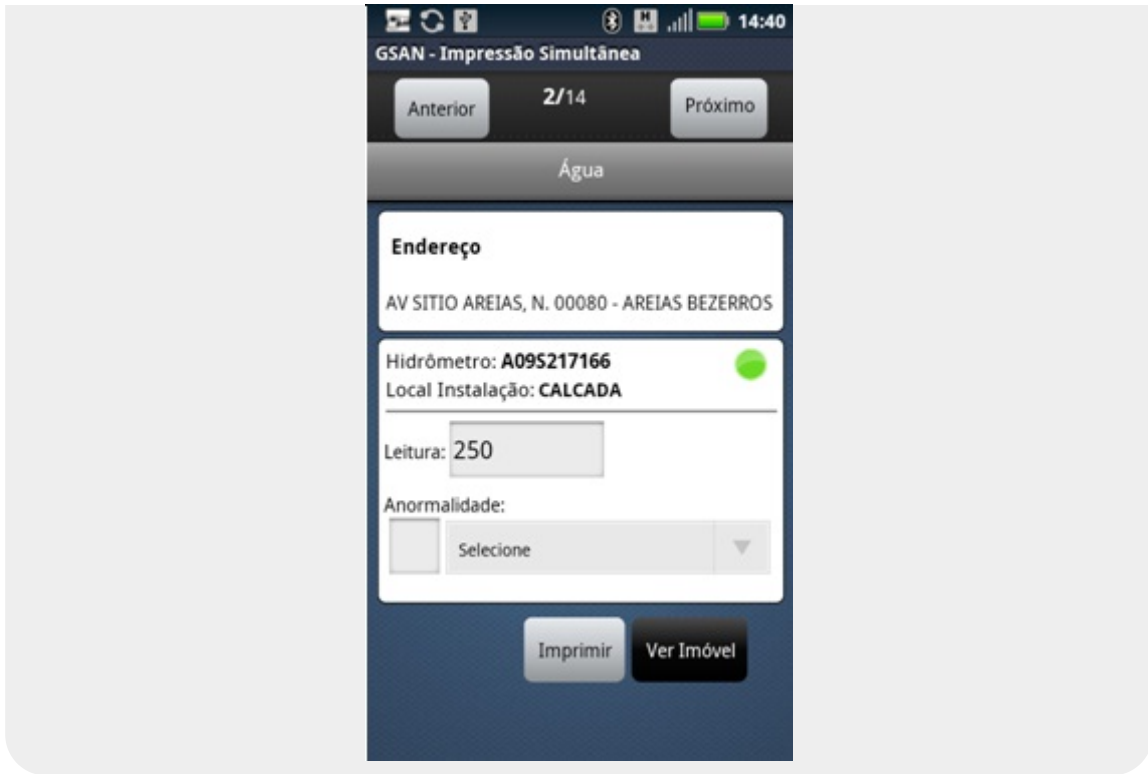 14:40
GSAN - Impressão Simultânea
Anterior
2/14
Próximo
Água
Endereço
AV SITIO AREIAS, N. 00080 - AREIAS BEZERROS
Hidrômetro: A09S217166
Local Instalação: CALCADA
Leitura: 250
Anormalidade:
Selecione
Imprimir
Ver Imóvel